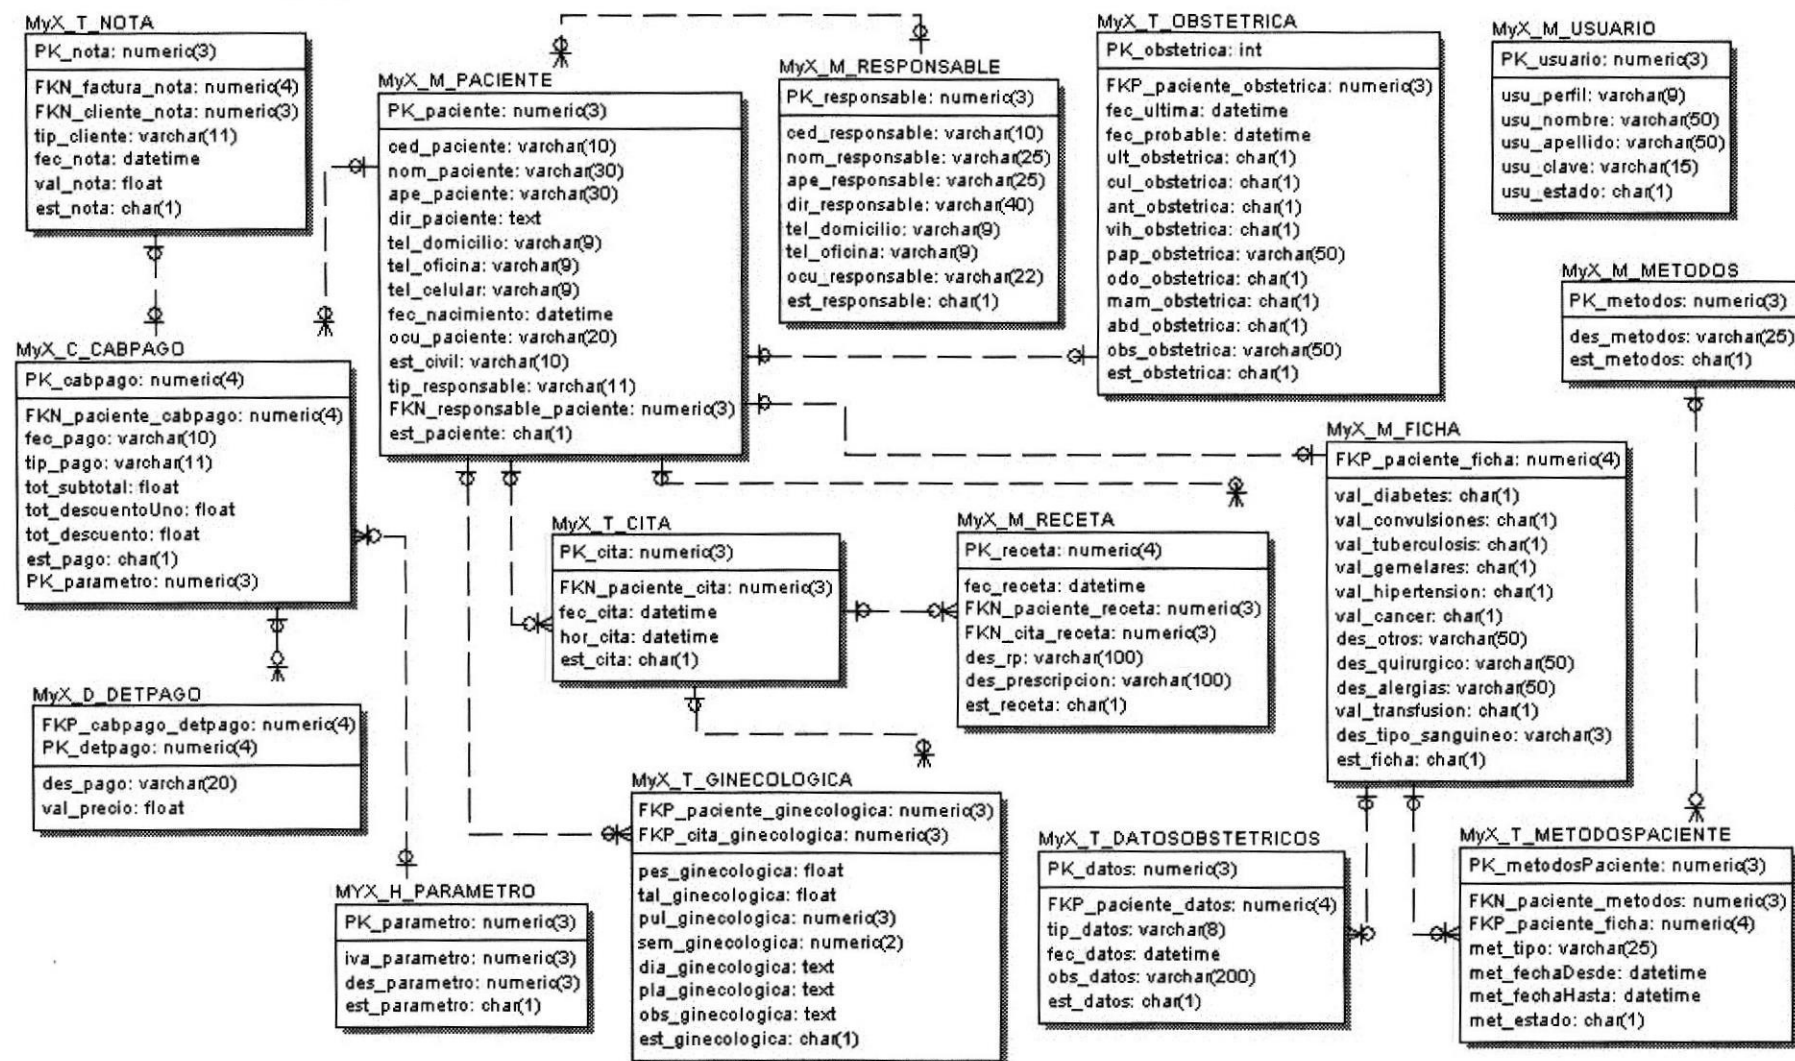 MyX_T_NOTA
PK_nota: numeric(3)
FKN_factura_nota: numeric(4)
FKN_cliente_nota: numeric(3)
tip_cliente: varchar(11)
fec_nota: datetime
val_nota: float
est_nota: char(1)
MyX_M_PACIENTE
PK_paciente: numeric(3)
ced_paciente: varchar(10)
nom_paciente: varchar(30)
ape_paciente: varchar(30)
dir_paciente: text
tel_domicilio: varchar(9)
tel_oficina: varchar(9)
tel_celular: varchar(9)
fec_nacimiento: datetime
ocu_paciente: varchar(20)
est_civil: varchar(10)
tip_responsable: varchar(11)
FKN_responsable_paciente: numeric(3)
est_paciente: char(1)
MyX_M_RESPONSABLE
PK_responsable: numeric(3)
ced_responsable: varchar(10)
nom_responsable: varchar(25)
ape_responsable: varchar(25)
dir_responsable: varchar(40)
tel_domicilio: varchar(9)
tel_oficina: varchar(9)
ocu_responsable: varchar(22)
est_responsable: char(1)
MyX_T_OBSTETRICA
PK_obstetrica: int
FKP_paciente_obstetrica: numeric(3)
fec_ultima: datetime
fec_probable: datetime
ult_obstetrica: char(1)
cul_obstetrica: char(1)
ant_obstetrica: char(1)
vih_obstetrica: char(1)
pap_obstetrica: varchar(50)
odo_obstetrica: char(1)
mam_obstetrica: char(1)
abd_obstetrica: char(1)
obs_obstetrica: varchar(50)
est_obstetrica: char(1)
MyX_M_USUARIO
PK_usuario: numeric(3)
usu_perfil: varchar(9)
usu_nombre: varchar(50)
usu_apellido: varchar(50)
usu_clave: varchar(15)
usu_estado: char(1)
MyX_M_METODOS
PK_metodos: numeric(3)
des_metodos: varchar(25)
est_metodos: char(1)
MyX_C_CABPAGO
PK_cabpago: numeric(4)
FKN_paciente_cabpago: numeric(4)
fec_pago: varchar(10)
tip_pago: varchar(11)
tot_subtotal: float
tot_descuentoUno: float
tot_descuento: float
est_pago: char(1)
PK_parametro: numeric(3)
MyX_M_FICHA
FKP_paciente_ficha: numeric(4)
val_diabetes: char(1)
val_convulsiones: char(1)
val_tuberculosis: char(1)
val_gemelares: char(1)
val_hipertension: char(1)
val_cancer: char(1)
des_otros: varchar(50)
des_quirurgico: varchar(50)
des_alergias: varchar(50)
val_transfusion: char(1)
des_tipo_sanguineo: varchar(3)
est_ficha: char(1)
MyX_T_CITA
PK_cita: numeric(3)
FKN_paciente_cita: numeric(3)
fec_cita: datetime
hor_cita: datetime
est_cita: char(1)
MyX_M_RECETA
PK_receta: numeric(4)
fec_receta: datetime
FKN_paciente_receta: numeric(3)
FKN_cita_receta: numeric(3)
des_rp: varchar(100)
des_prescripcion: varchar(100)
est_receta: char(1)
MyX_D_DETPAGO
FKP_cabpago_detpago: numeric(4)
PK_detpago: numeric(4)
des_pago: varchar(20)
val_precio: float
MYX_H_PARAMETRO
PK_parametro: numeric(3)
iva_parametro: numeric(3)
des_parametro: numeric(3)
est_parametro: char(1)
MyX_T_GINECOLOGICA
FKP_paciente_ginecologica: numeric(3)
FKP_cita_ginecologica: numeric(3)
pes_ginecologica: float
tal_ginecologica: float
pul_ginecologica: numeric(3)
sem_ginecologica: numeric(2)
dia_ginecologica: text
pla_ginecologica: text
obs_ginecologica: text
est_ginecologica: char(1)
MyX_T_DATOSOBSTETRICOS
PK_datos: numeric(3)
FKP_paciente_datos: numeric(4)
tip_datos: varchar(8)
fec_datos: datetime
obs_datos: varchar(200)
est_datos: char(1)
MyX_T_METODOSPACIENTE
PK_metodosPaciente: numeric(3)
FKN_paciente_metodos: numeric(3)
FKP_paciente_ficha: numeric(4)
met_tipo: varchar(25)
met_fechaDesde: datetime
met_fechaHasta: datetime
met_estado: char(1)